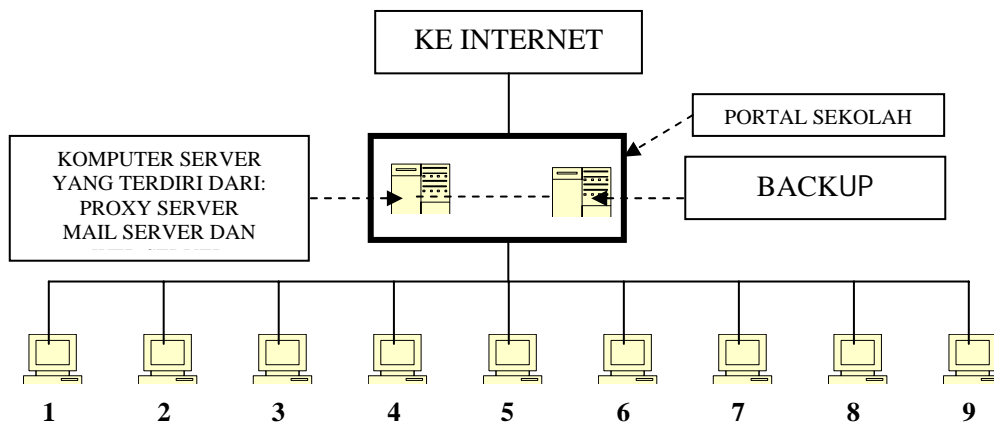 KE INTERNET
PORTAL SEKOLAH
KOMPUTER SERVER
YANG TERDIRI DARI:
PROXY SERVER
MAIL SERVER DAN
BACKUP
1 2 3 4 5 6 7 8 9